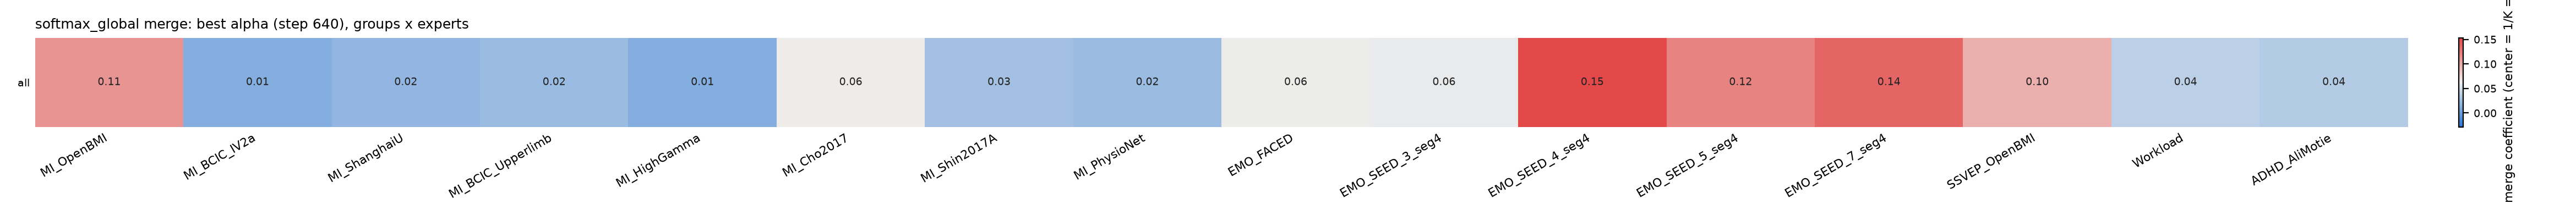 softmax_global merge: best alpha (step 640), groups x experts
all
0.11 0.01 0.02 0.02 0.01 0.06 0.03 0.02 0.06 0.06 0.15 0.12 0.14 0.10 0.04 0.04
MI_OpenBMI MI_BCIC_IV2a MI_ShanghaiU MI_BCIC_Upperlimb MI_HighGamma MI_Cho2017 MI_Shin2017A MI_PhysioNet EMO_FACED EMO_SEED_3_seg4 EMO_SEED_4_seg4 EMO_SEED_5_seg4 EMO_SEED_7_seg4 SSVEP_OpenBMI Workload ADHD_AliMotie
0.15
0.10
0.05
0.00
merge coefficient (center = 1/K =